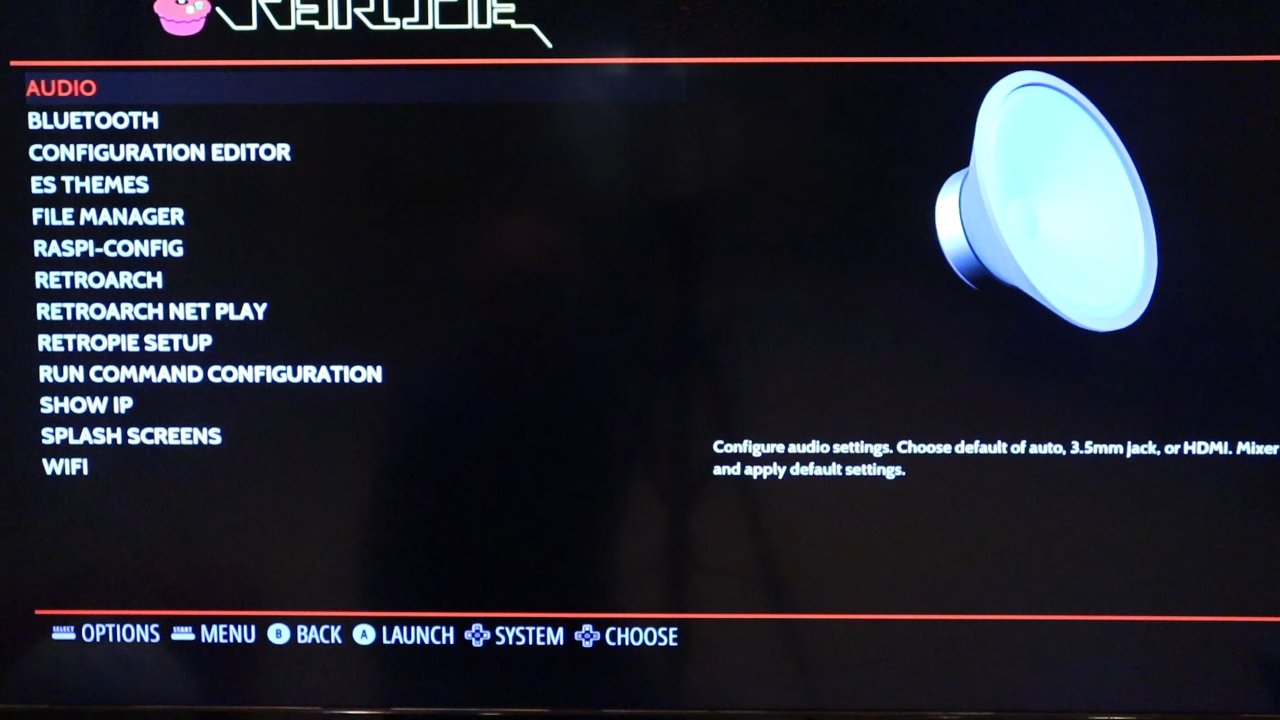 AUDIO
BLUETOOTH
CONFIGURATION EDITOR
ES THEMES
FILE MANAGER
RASPI-CONFIG
RETROARCH
RETROARCH NET PLAY
RETROPIE SETUP
RUN COMMAND CONFIGURATION
SHOW IP
SPLASH SCREENS
WIFI
Configure audio settings. Choose default of auto, 3.5mm jack, or HDMI. Mixer
and apply default settings.
SELECT OPTIONS START MENU B BACK A LAUNCH SYSTEM CHOOSE